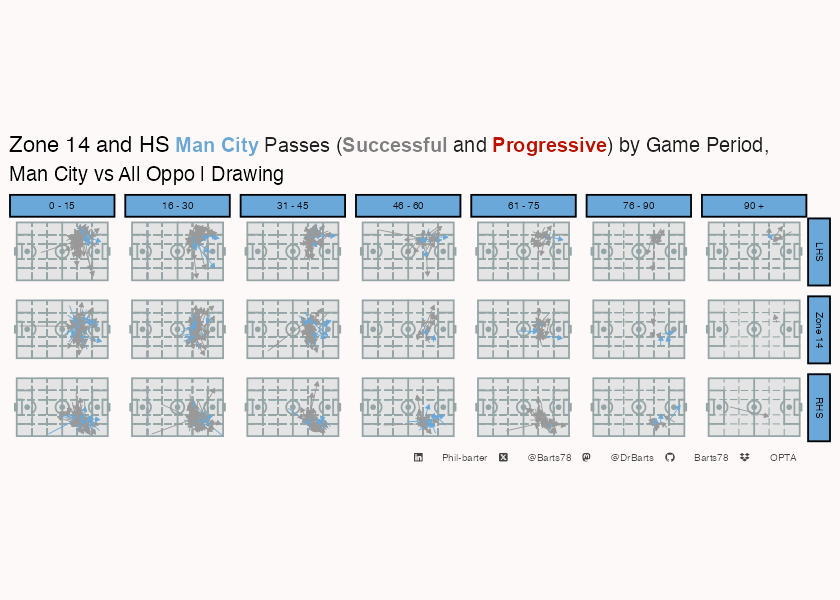 Zone 14 and HS Man City Passes (Successful and Progressive) by Game Period,
Man City vs All Oppo | Drawing
0 - 15 16 - 30 31 - 45 46 - 60 61 - 75 76 - 90 90 +
LHS
Zone 14
RHS
Phil-barter @Barts78 @DrBarts Barts78 OPTA